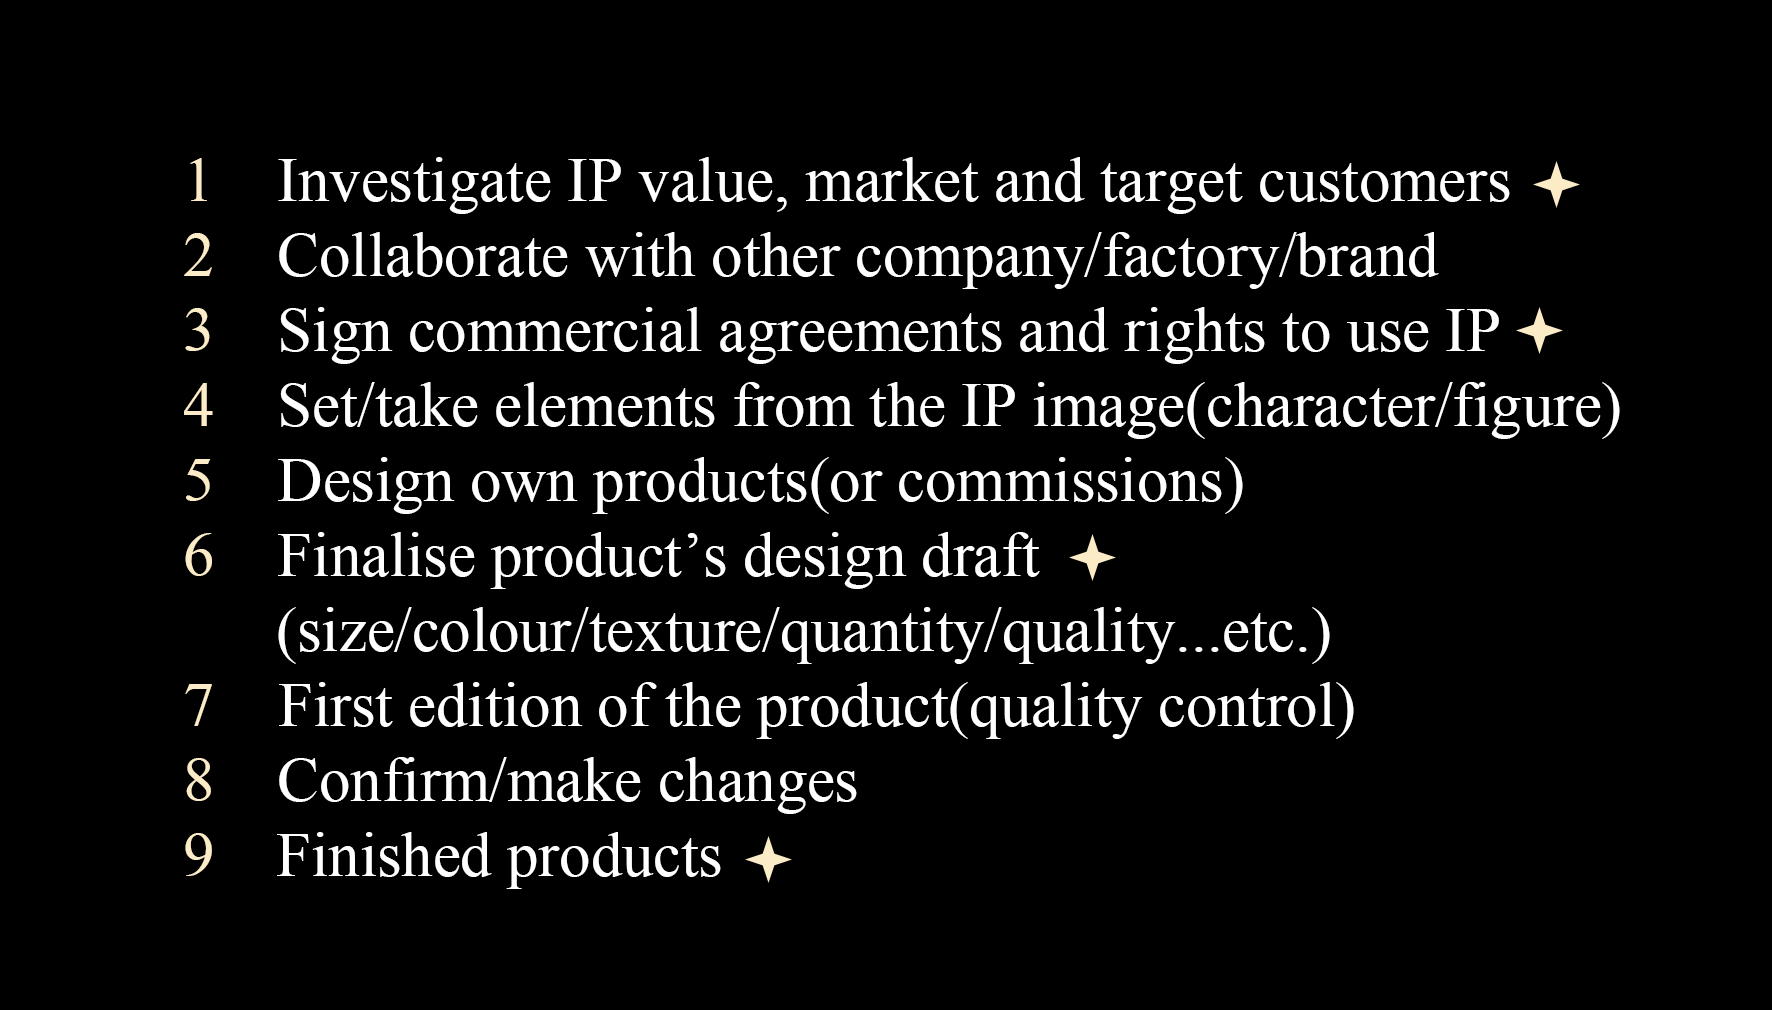 1 Investigate IP value, market and target customers
2 Collaborate with other company/factory/brand
3 Sign commercial agreements and rights to use IP
4 Set/take elements from the IP image(character/figure)
5 Design own products(or commissions)
6 Finalise product’s design draft
(size/colour/texture/quantity/quality...etc.)
7 First edition of the product(quality control)
8 Confirm/make changes
9 Finished products